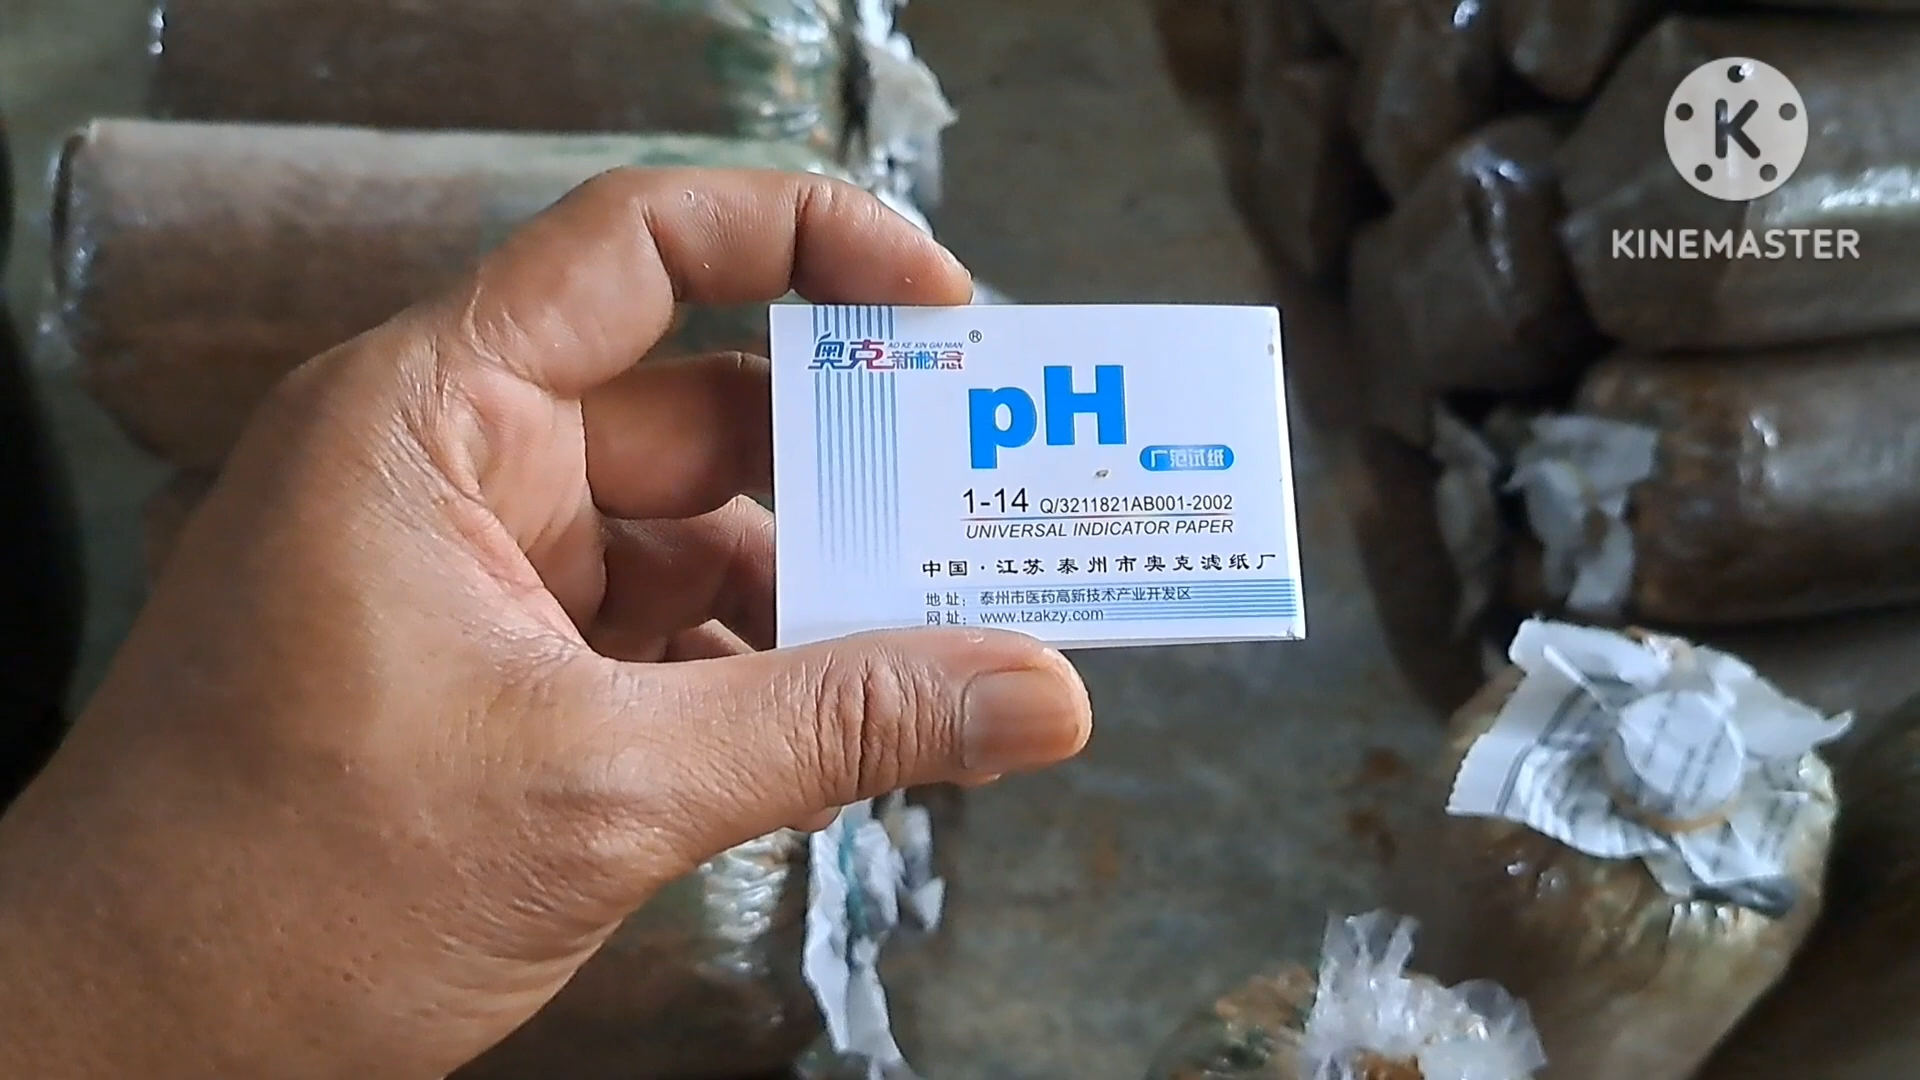 奥克新概念
AO KE XIN GAI NIAN
®
pH
广范试纸
1-14 Q/3211821AB001-2002
UNIVERSAL INDICATOR PAPER
中国·江苏 泰州市奥克滤纸厂
地址: 泰州市医药高新技术产业开发区
网址: www.tzakzy.com
K
KINEMASTER